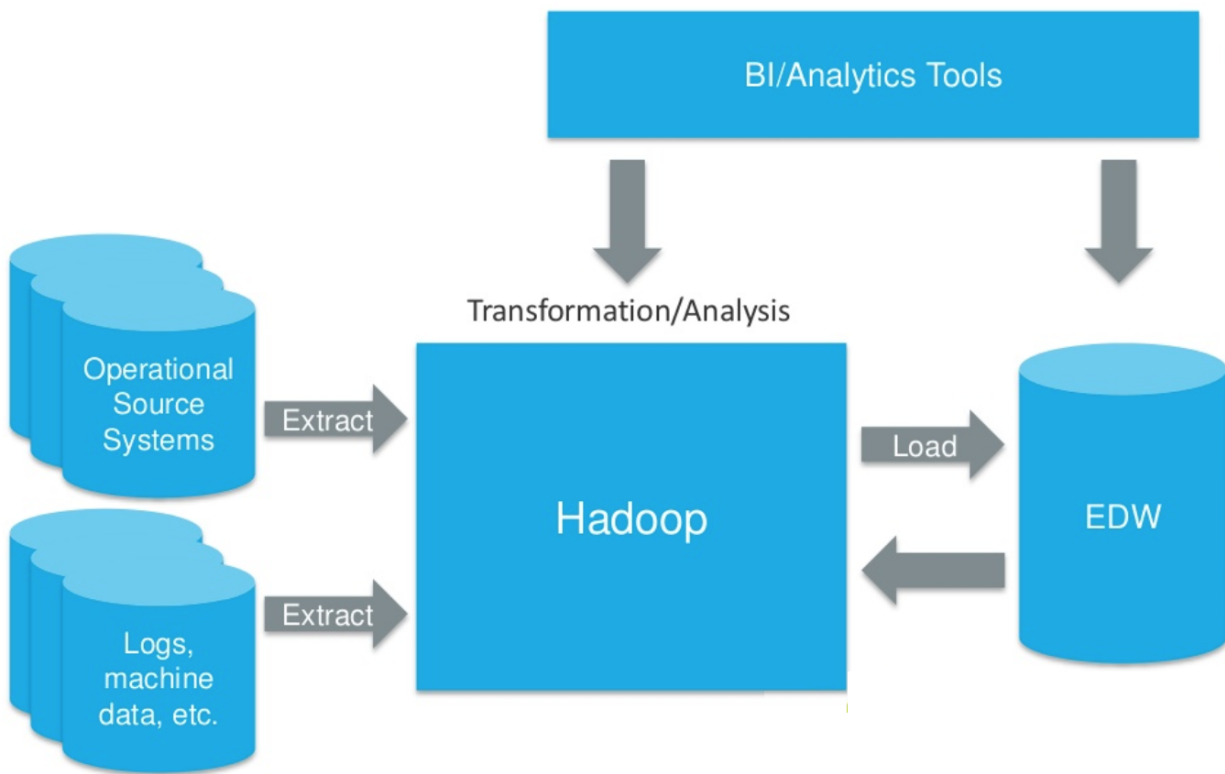 BI/Analytics Tools
Transformation/Analysis
Operational
Source
Systems
Extract
Hadoop
Load
EDW
Extract
Logs,
machine
data, etc.